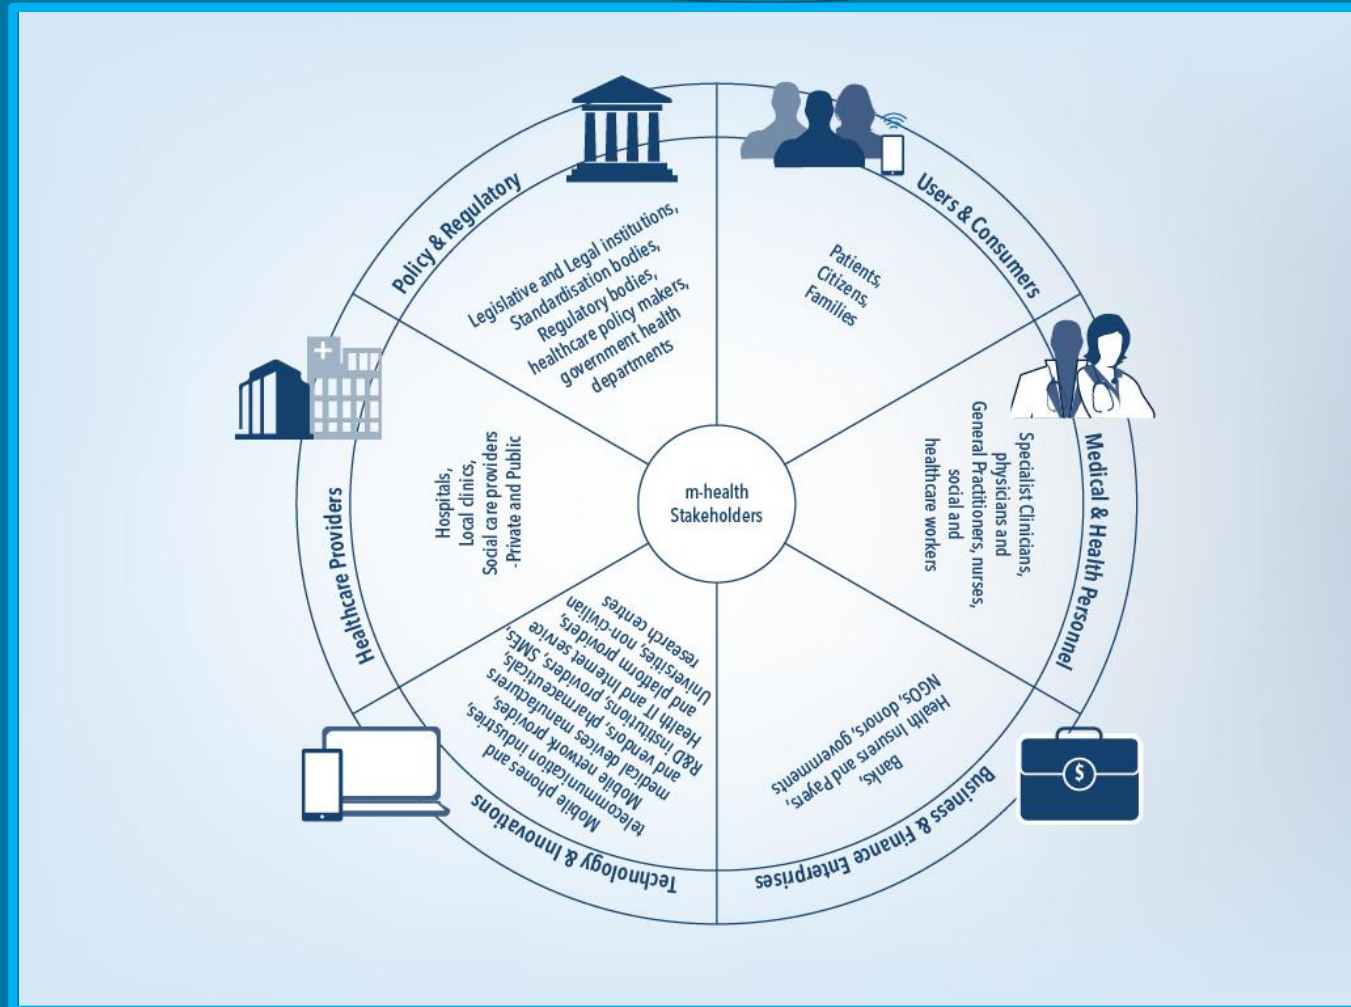 Policy & Regulatory
Legislative and Legal institutions,
Standardisation bodies,
Regulatory bodies,
healthcare policy makers,
government health
departments
Users & Consumers
Patients,
Citizens,
Families
Medical & Health Personnel
Specialist Clinicians,
physicians and
General Practitioners, nurses,
social and
healthcare workers
Business & Finance Enterprises
Banks,
Health Insurers and Payers,
NGOs, donors, governments
Technology & Innovations
Mobile phones and
telecommunication industries,
Mobile network provides,
medical devices manufacturers
and vendors, pharmaceuticals,
R&D institutions, providers, SMEs,
Health IT and Internet service
and platform providers,
Universities, non-civilian
research centres
Healthcare Providers
Hospitals,
Local clinics,
Social care providers
-Private and Public
m-health
Stakeholders
$